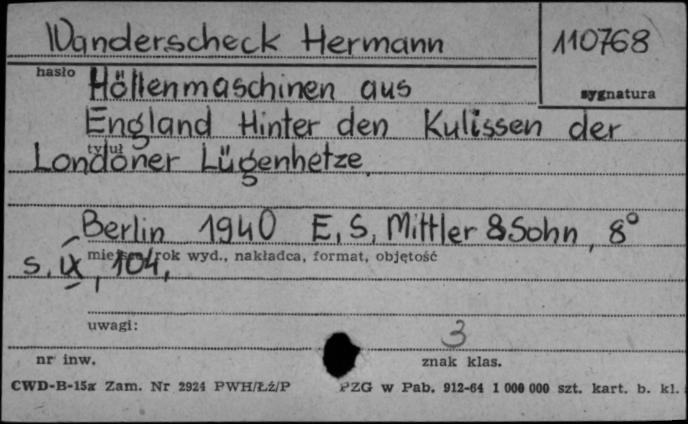 Wanderscheck Hermann
110768
hasło
Höllenmaschinen aus
sygnatura
England Hinter den Kulissen der
tytuł
Londoner Lügenhetze.
Berlin 1940 E, S, Mittler & Sohn, 8°
miejsce, rok wyd., nakładca, format, objętość
s. IX, 104,
uwagi:
3
nr inw.
znak klas.
CWD-B-15a Zam. Nr 2924 PWH/Łź/P
PZG w Pab. 912-64 1 000 000 szt. kart. b. kl.